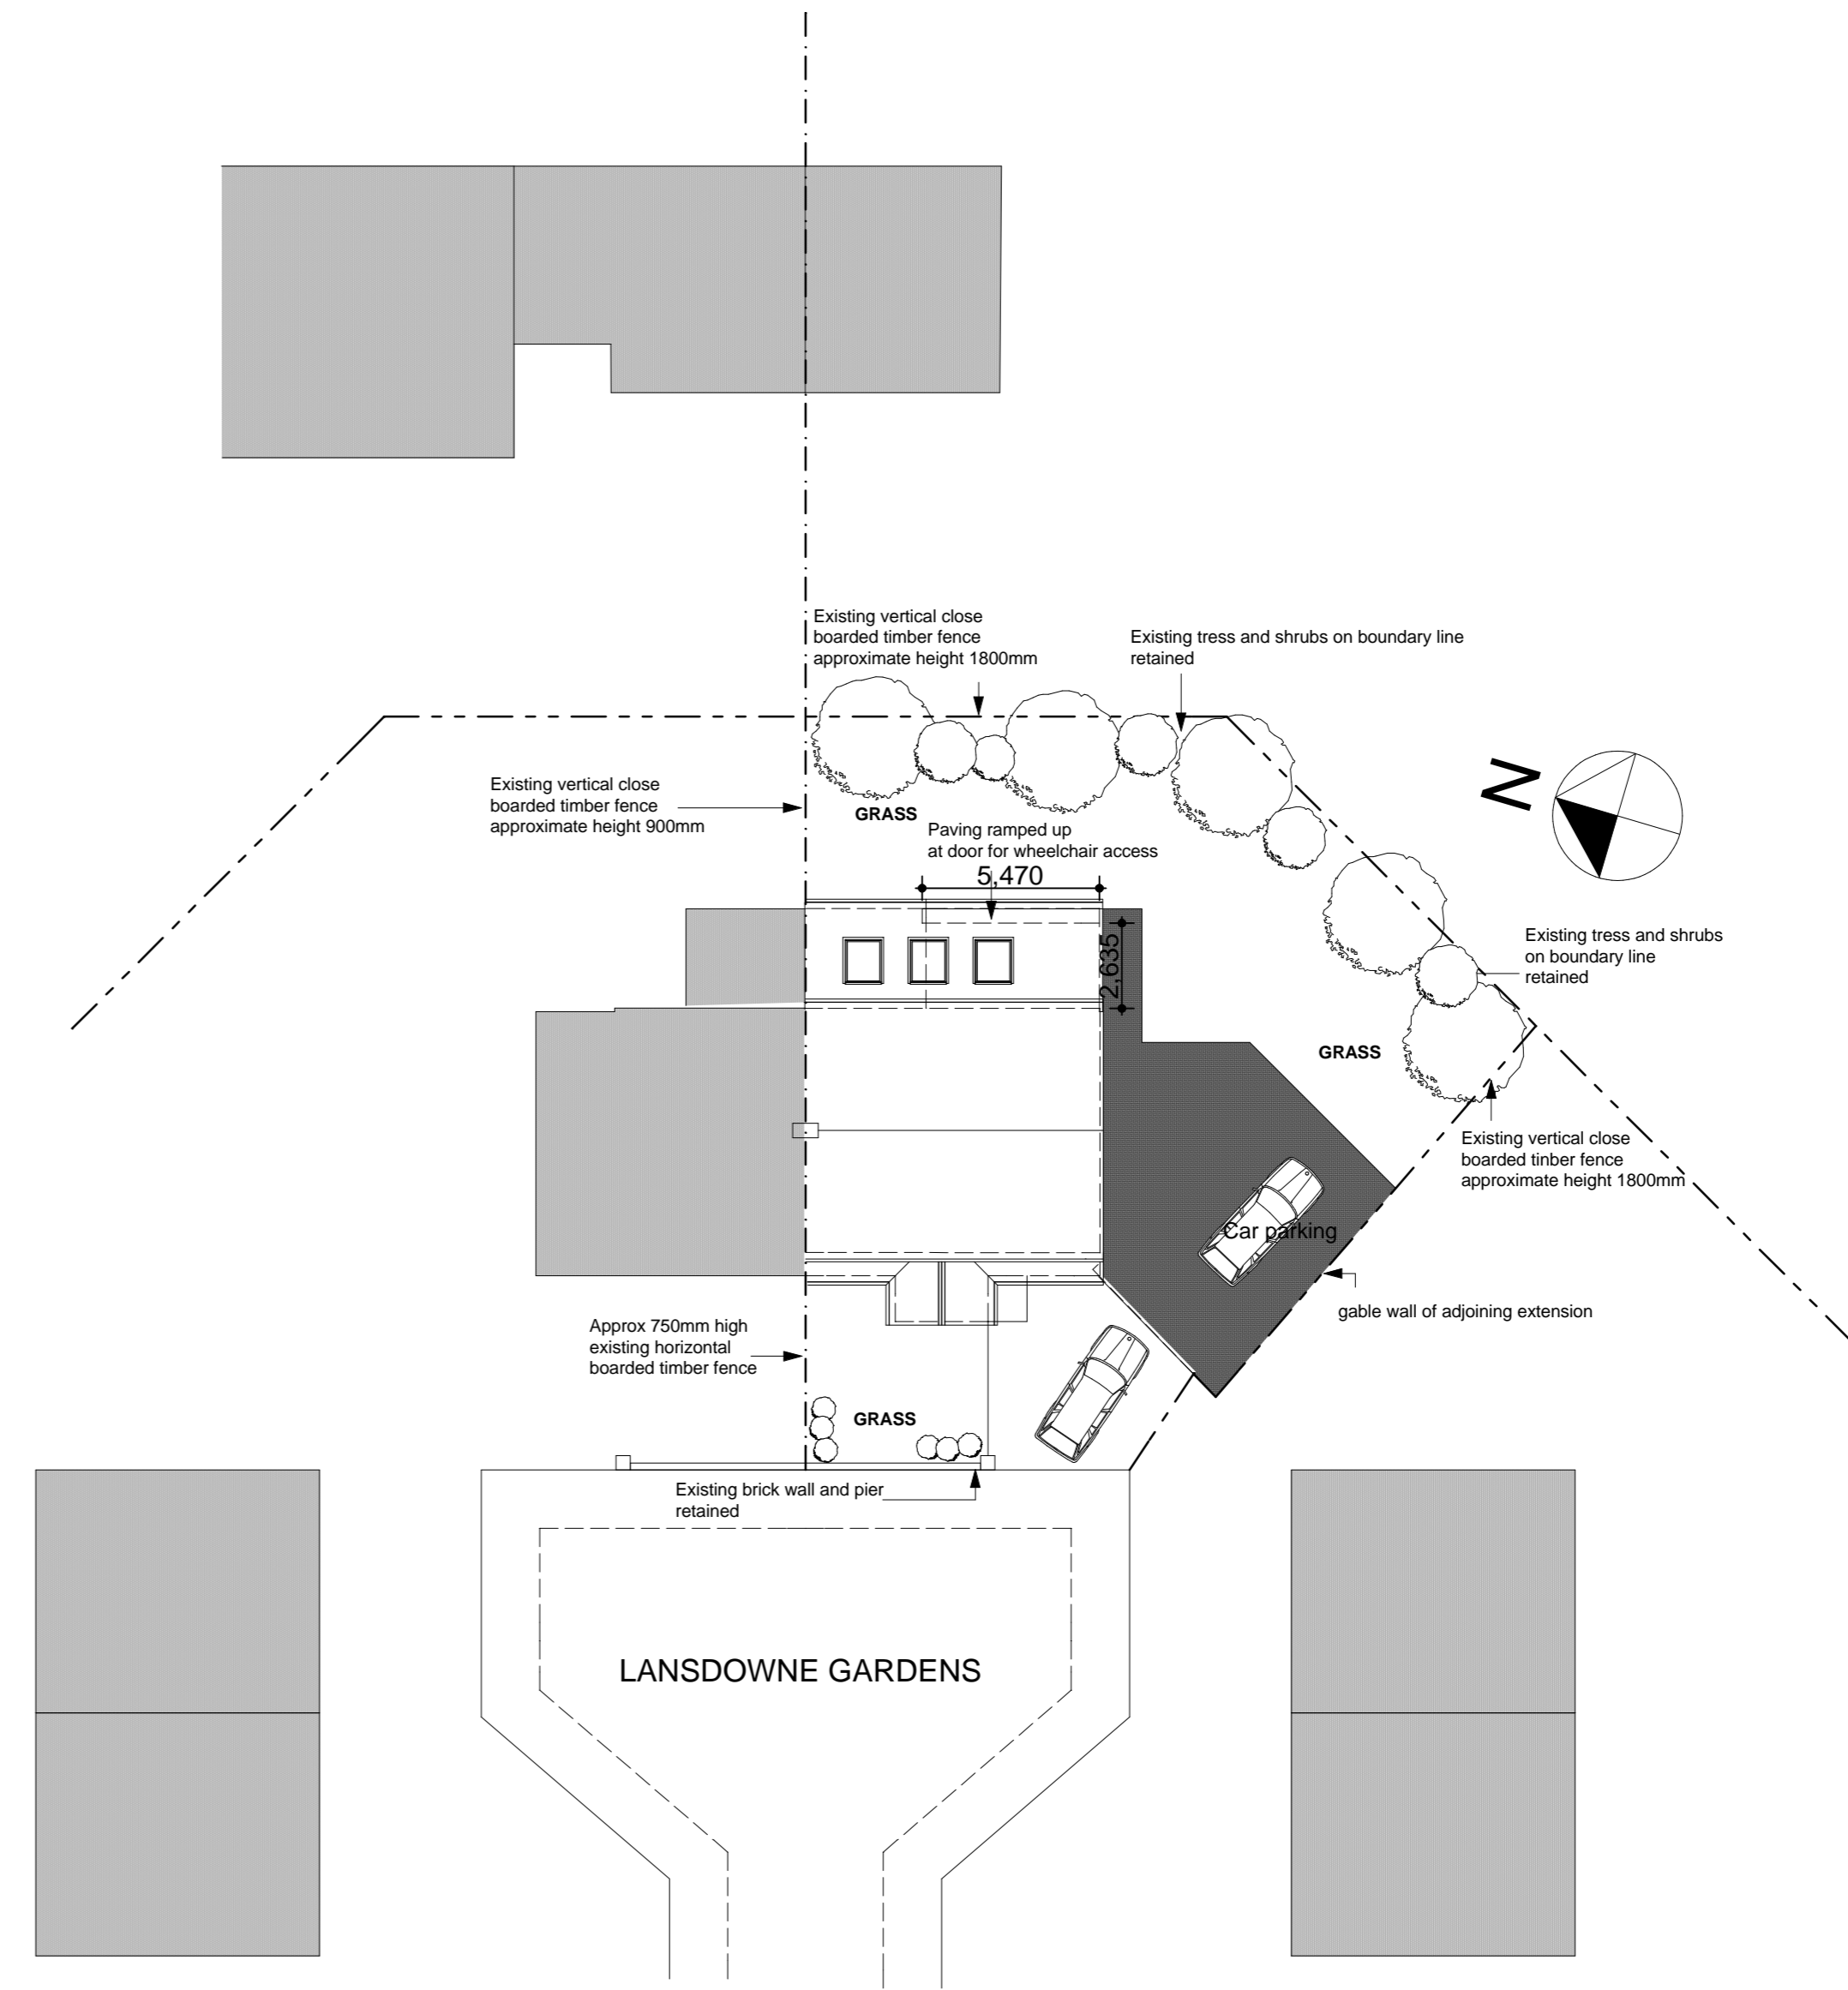 Existing vertical close
boarded timber fence
approximate height 1800mm
Existing tress and shrubs on boundary line
retained
N
Existing vertical close
boarded timber fence
approximate height 900mm
GRASS
Paving ramped up
at door for wheelchair access
5,470
2,635
Existing tress and shrubs
on boundary line
retained
GRASS
Existing vertical close
boarded tinber fence
approximate height 1800mm
Car parking
gable wall of adjoining extension
Approx 750mm high
existing horizontal
boarded timber fence
GRASS
Existing brick wall and pier
retained
LANSDOWNE GARDENS